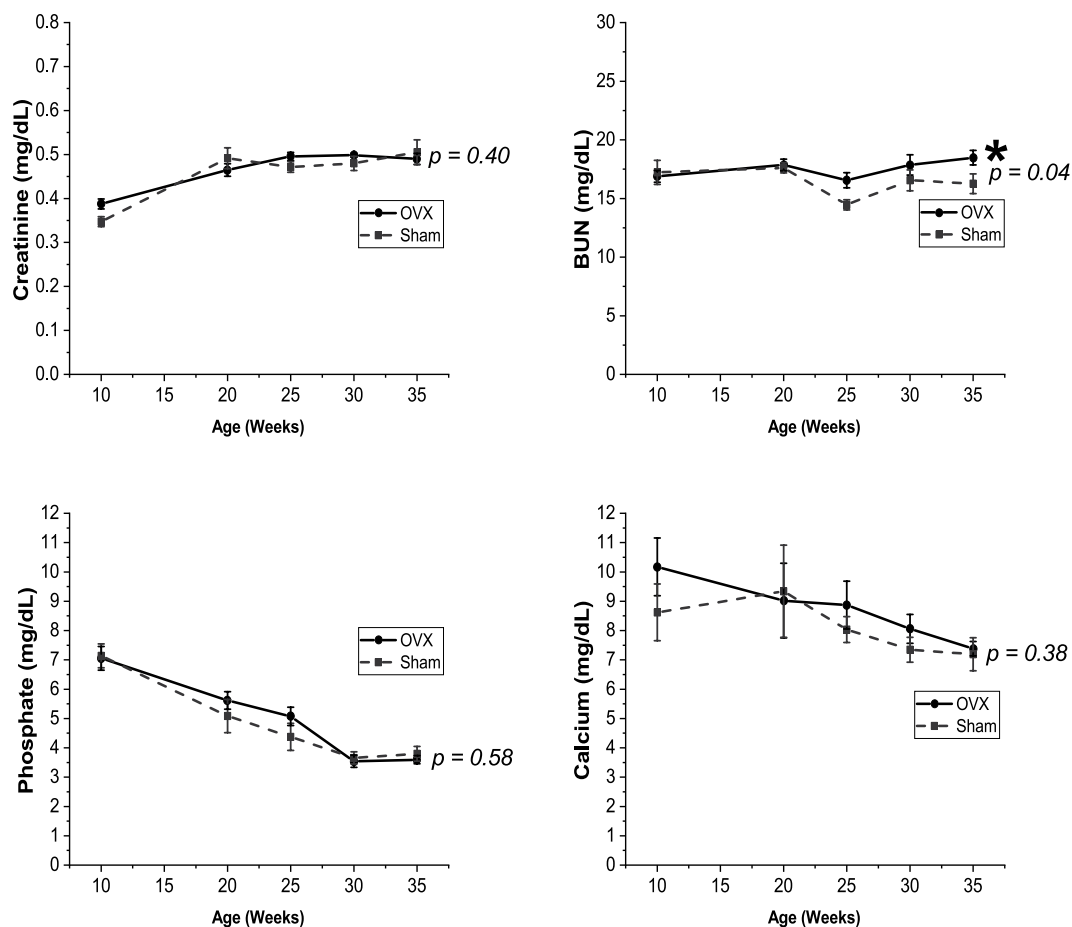 Creatinine (mg/dL)
0.8
0.7
0.6
0.5
0.4
0.3
0.2
0.1
0.0
p = 0.40
OVX
Sham
10 15 20 25 30 35
Age (Weeks)
BUN (mg/dL)
30
25
20
15
10
5
0
*
p = 0.04
OVX
Sham
10 15 20 25 30 35
Age (Weeks)
Phosphate (mg/dL)
12
11
10
9
8
7
6
5
4
3
2
1
0
OVX
Sham
p = 0.58
10 15 20 25 30 35
Age (Weeks)
Calcium (mg/dL)
12
11
10
9
8
7
6
5
4
3
2
1
0
p = 0.38
OVX
Sham
10 15 20 25 30 35
Age (Weeks)